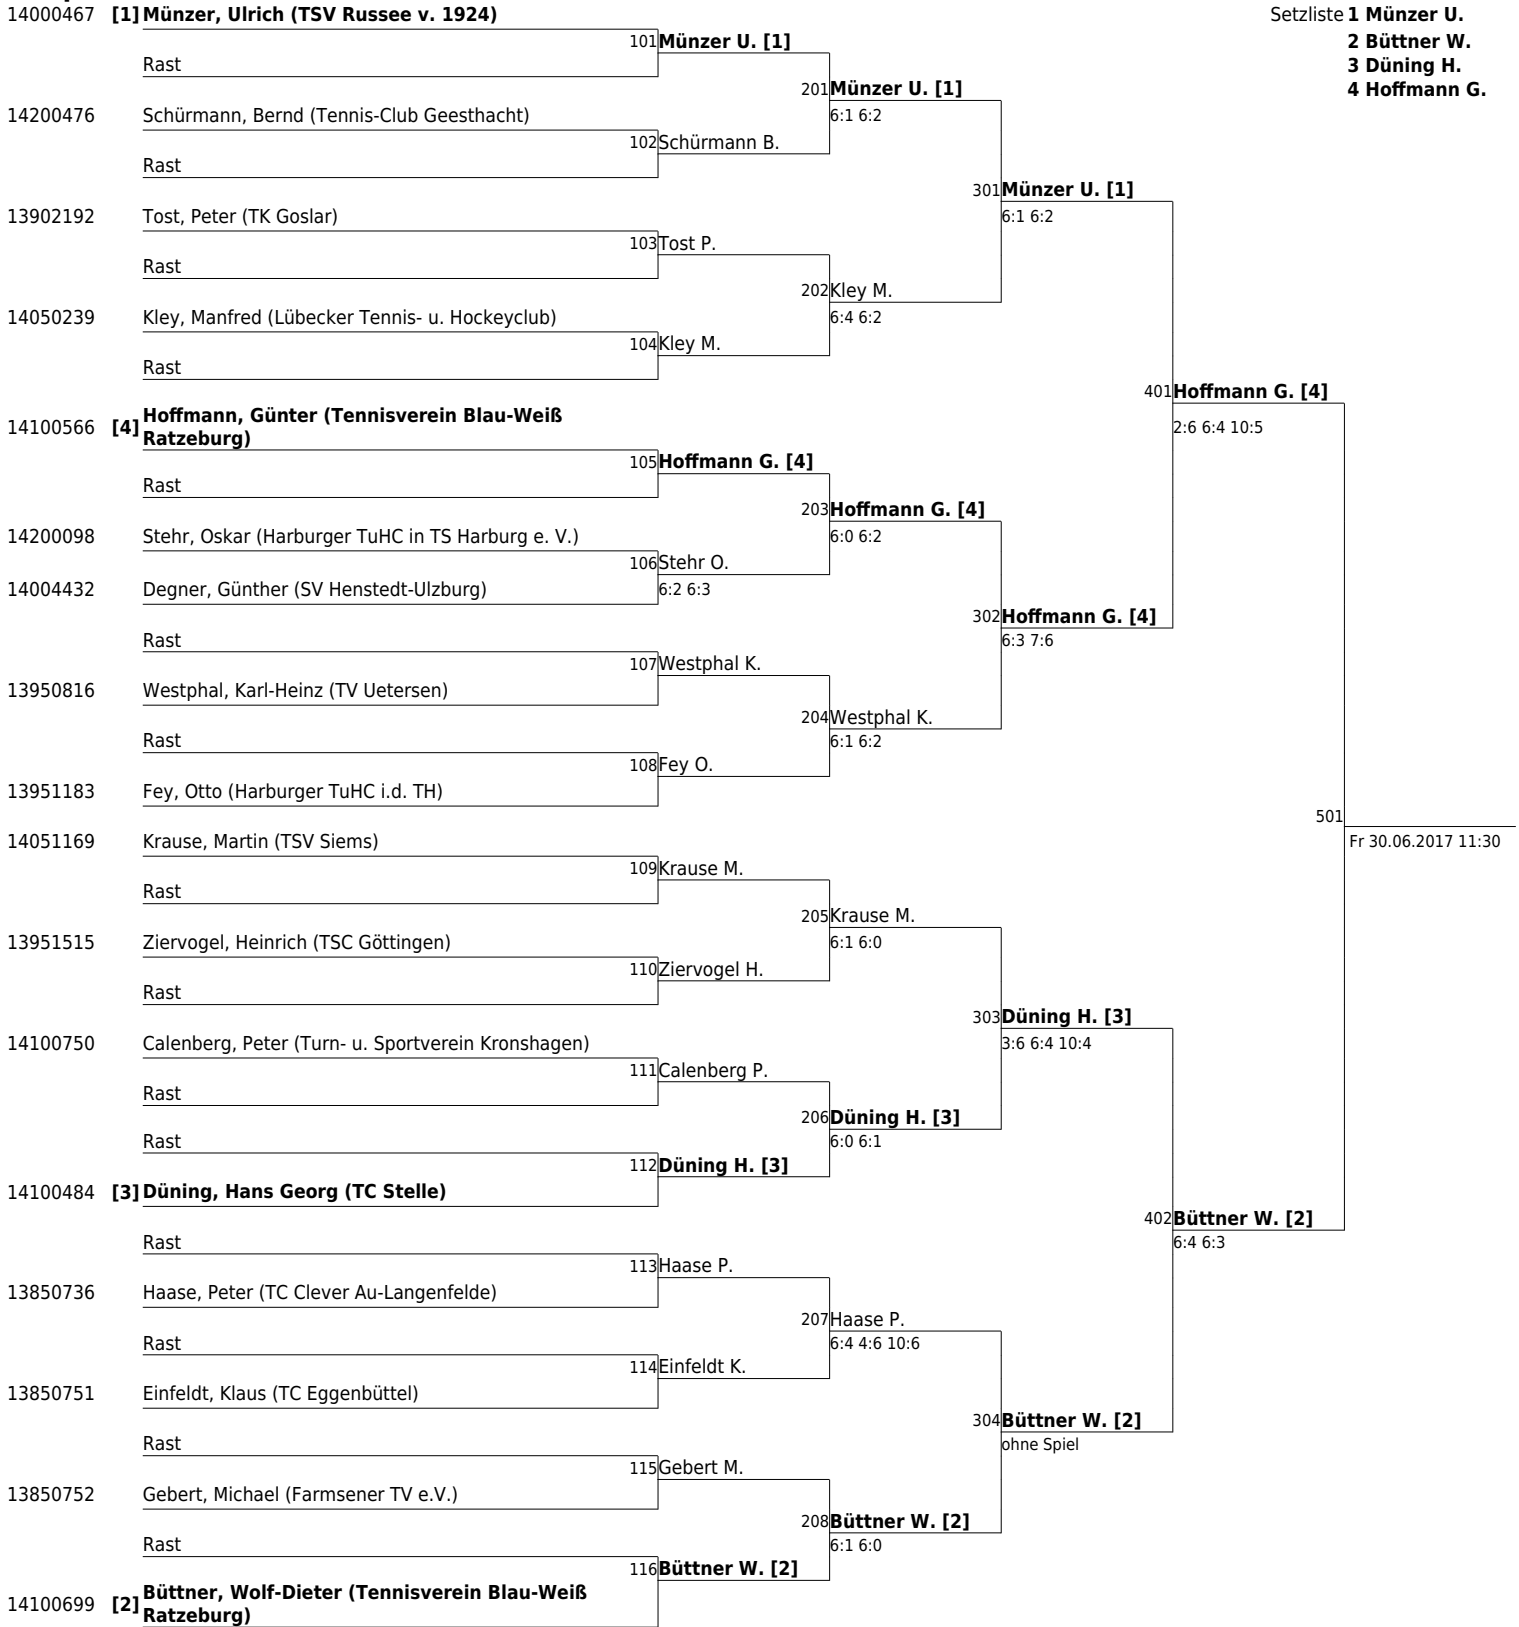 14000467 [1] Münzer, Ulrich (TSV Russee v. 1924)
Setzliste 1 Münzer U.
2 Büttner W.
3 Düning H.
4 Hoffmann G.
101 Münzer U. [1]
Rast
201 Münzer U. [1]
6:1 6:2
14200476 Schürmann, Bernd (Tennis-Club Geesthacht)
102 Schürmann B.
Rast
301 Münzer U. [1]
6:1 6:2
13902192 Tost, Peter (TK Goslar)
103 Tost P.
Rast
202 Kley M.
6:4 6:2
14050239 Kley, Manfred (Lübecker Tennis- u. Hockeyclub)
104 Kley M.
Rast
401 Hoffmann G. [4]
2:6 6:4 10:5
14100566 [4] Hoffmann, Günter (Tennisverein Blau-Weiß
Ratzeburg)
105 Hoffmann G. [4]
Rast
203 Hoffmann G. [4]
6:0 6:2
14200098 Stehr, Oskar (Harburger TuHC in TS Harburg e. V.)
106 Stehr O.
6:2 6:3
14004432 Degner, Günther (SV Henstedt-Ulzburg)
302 Hoffmann G. [4]
6:3 7:6
Rast
107 Westphal K.
13950816 Westphal, Karl-Heinz (TV Uetersen)
204 Westphal K.
6:1 6:2
Rast
108 Fey O.
13951183 Fey, Otto (Harburger TuHC i.d. TH)
501
Fr 30.06.2017 11:30
14051169 Krause, Martin (TSV Siems)
109 Krause M.
Rast
205 Krause M.
6:1 6:0
13951515 Ziervogel, Heinrich (TSC Göttingen)
110 Ziervogel H.
Rast
303 Düning H. [3]
3:6 6:4 10:4
14100750 Calenberg, Peter (Turn- u. Sportverein Kronshagen)
111 Calenberg P.
Rast
206 Düning H. [3]
6:0 6:1
Rast
112 Düning H. [3]
14100484 [3] Düning, Hans Georg (TC Stelle)
402 Büttner W. [2]
6:4 6:3
Rast
113 Haase P.
13850736 Haase, Peter (TC Clever Au-Langenfelde)
207 Haase P.
6:4 4:6 10:6
Rast
114 Einfeldt K.
13850751 Einfeldt, Klaus (TC Eggenbüttel)
304 Büttner W. [2]
ohne Spiel
Rast
115 Gebert M.
13850752 Gebert, Michael (Farmsener TV e.V.)
208 Büttner W. [2]
6:1 6:0
Rast
116 Büttner W. [2]
14100699 [2] Büttner, Wolf-Dieter (Tennisverein Blau-Weiß
Ratzeburg)